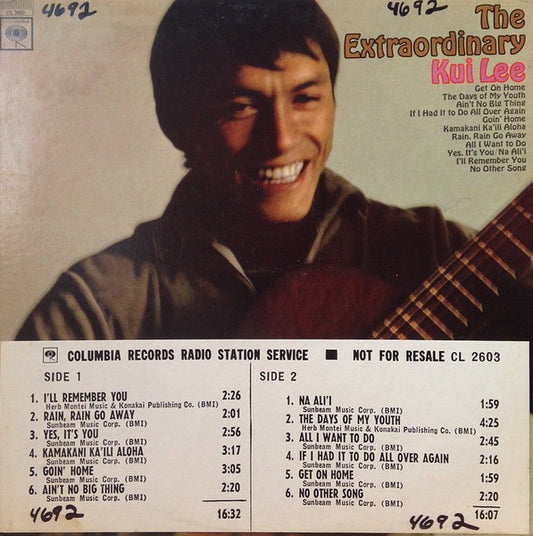 CL 2603
COLUMBIA
4692
4692
The
Extraordinary
Kui Lee
Get On Home
The Days of My Youth
Ain't No Big Thing
If I Had It to Do All Over Again
Goin' Home
Kamakani Ka'ili Aloha
Rain, Rain Go Away
All I Want to Do
Yes, It's You/Na Ali'i
I'll Remember You
No Other Song
COLUMBIA RECORDS RADIO STATION SERVICE NOT FOR RESALE CL 2603
SIDE 1
1. I'LL REMEMBER YOU 2:26
Herb Montei Music & Konakai Publishing Co. (BMI)
2. RAIN, RAIN GO AWAY 2:01
Sunbeam Music Corp. (BMI)
3. YES, IT'S YOU 2:56
Sunbeam Music Corp. (BMI)
4. KAMAKANI KA'ILI ALOHA 3:17
Sunbeam Music Corp. (BMI)
5. GOIN' HOME 3:05
Sunbeam Music Corp. (BMI)
6. AIN'T NO BIG THING 2:20
Sunbeam Music Corp. (BMI)
16:32
4692
SIDE 2
1. NA ALI'I 1:59
Sunbeam Music Corp. (BMI)
2. THE DAYS OF MY YOUTH 4:25
Herb Montei Music & Konakai Publishing Co. (BMI)
3. ALL I WANT TO DO 2:45
Sunbeam Music Corp. (BMI)
4. IF I HAD IT TO DO ALL OVER AGAIN 2:16
Sunbeam Music Corp. (BMI)
5. GET ON HOME 1:59
Sunbeam Music Corp. (BMI)
6. NO OTHER SONG 2:20
Sunbeam Music Corp. (BMI)
16:07
4692